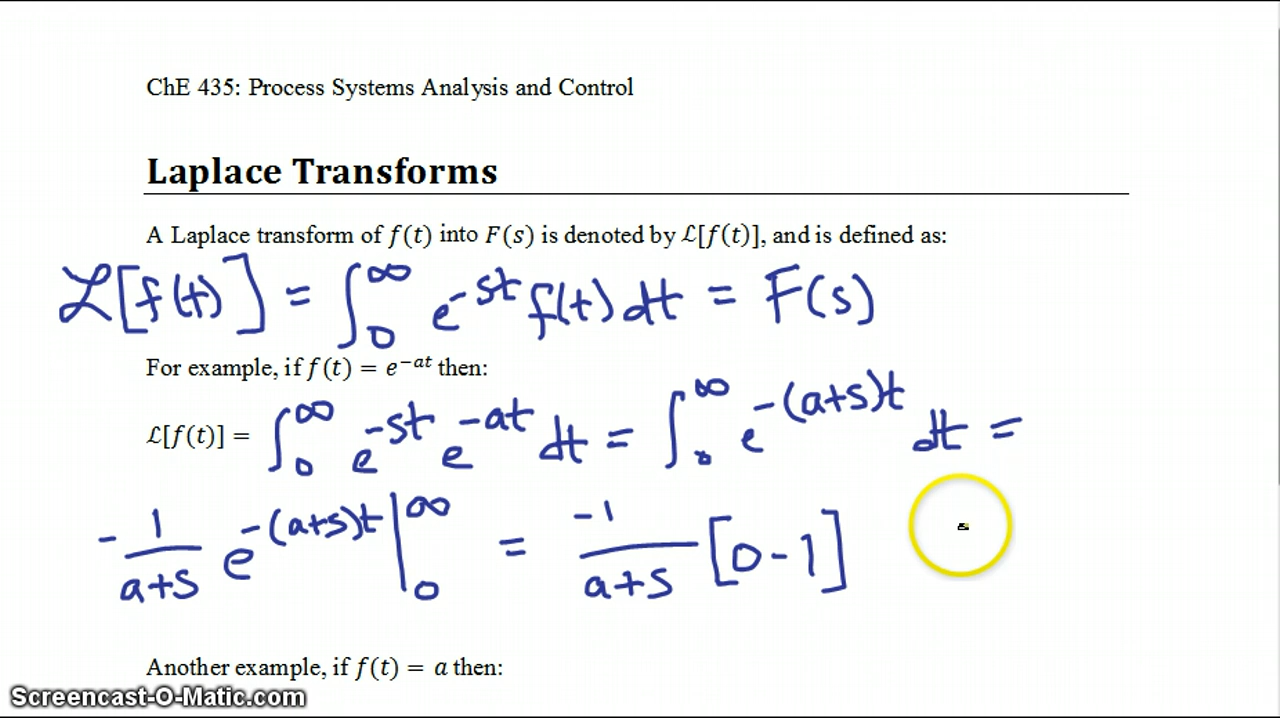 ChE 435: Process Systems Analysis and Control
Laplace Transforms
A Laplace transform of f(t) into F(s) is denoted by ℒ[f(t)], and is defined as:
ℒ[f(t)] = ∫₀^∞ e^(-st) f(t) dt = F(s)
For example, if f(t) = e^(−at) then:
ℒ[f(t)] = ∫₀^∞ e^(-st) e^(-at) dt = ∫₀^∞ e^(-(a+s)t) dt =
- 1/(a+s) e^(-(a+s)t) |₀^∞ = -1/(a+s) [0-1]
Another example, if f(t) = a then:
Screencast-O-Matic.com